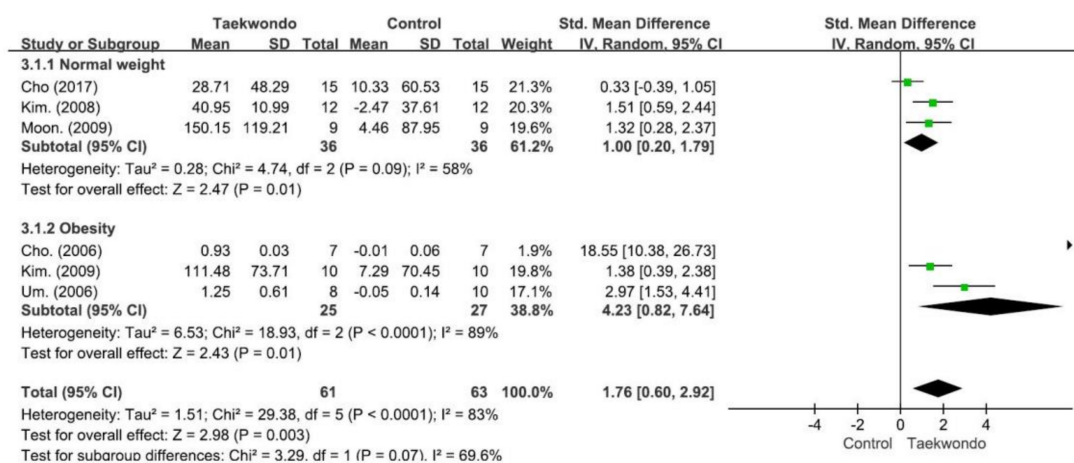 Taekwondo Control Std. Mean Difference Std. Mean Difference
Study or Subgroup Mean SD Total Mean SD Total Weight IV, Random, 95% CI IV, Random, 95% CI
3.1.1 Normal weight
Cho (2017) 28.71 48.29 15 10.33 60.53 15 21.3% 0.33 [-0.39, 1.05]
Kim. (2008) 40.95 10.99 12 -2.47 37.61 12 20.3% 1.51 [0.59, 2.44]
Moon. (2009) 150.15 119.21 9 4.46 87.95 9 19.6% 1.32 [0.28, 2.37]
Subtotal (95% CI) 36 36 61.2% 1.00 [0.20, 1.79]
Heterogeneity: Tau² = 0.28; Chi² = 4.74, df = 2 (P = 0.09); I² = 58%
Test for overall effect: Z = 2.47 (P = 0.01)
3.1.2 Obesity
Cho. (2006) 0.93 0.03 7 -0.01 0.06 7 1.9% 18.55 [10.38, 26.73]
Kim. (2009) 111.48 73.71 10 7.29 70.45 10 19.8% 1.38 [0.39, 2.38]
Um. (2006) 1.25 0.61 8 -0.05 0.14 10 17.1% 2.97 [1.53, 4.41]
Subtotal (95% CI) 25 27 38.8% 4.23 [0.82, 7.64]
Heterogeneity: Tau² = 6.53; Chi² = 18.93, df = 2 (P < 0.0001); I² = 89%
Test for overall effect: Z = 2.43 (P = 0.01)
Total (95% CI) 61 63 100.0% 1.76 [0.60, 2.92]
Heterogeneity: Tau² = 1.51; Chi² = 29.38, df = 5 (P < 0.0001); I² = 83%
Test for overall effect: Z = 2.98 (P = 0.003)
Test for subgroup differences: Chi² = 3.29, df = 1 (P = 0.07), I² = 69.6%
-4 -2 0 2 4
Control Taekwondo